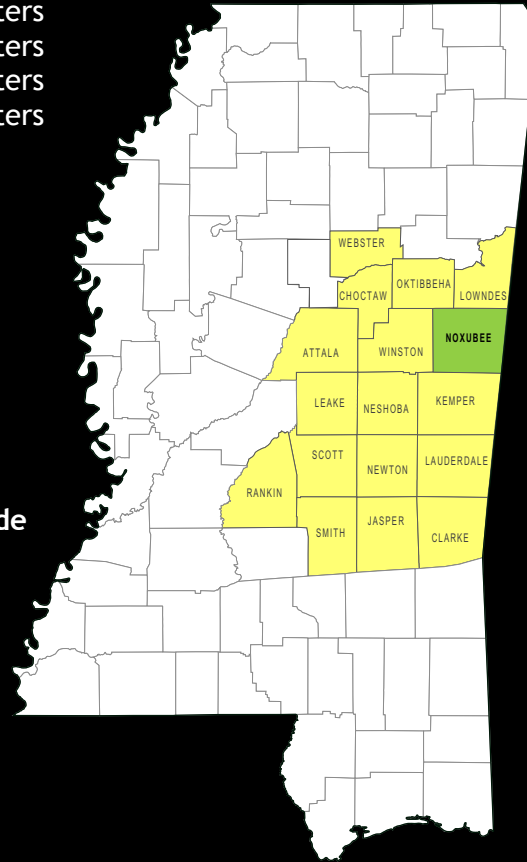 ters
ters
ters
ters
WEBSTER
CHOCTAW
OKTIBBEHA
LOWNDES
ATTALA
WINSTON
NOXUBEE
LEAKE
NESHOBA
KEMPER
SCOTT
NEWTON
LAUDERDALE
RANKIN
de
SMITH
JASPER
CLARKE